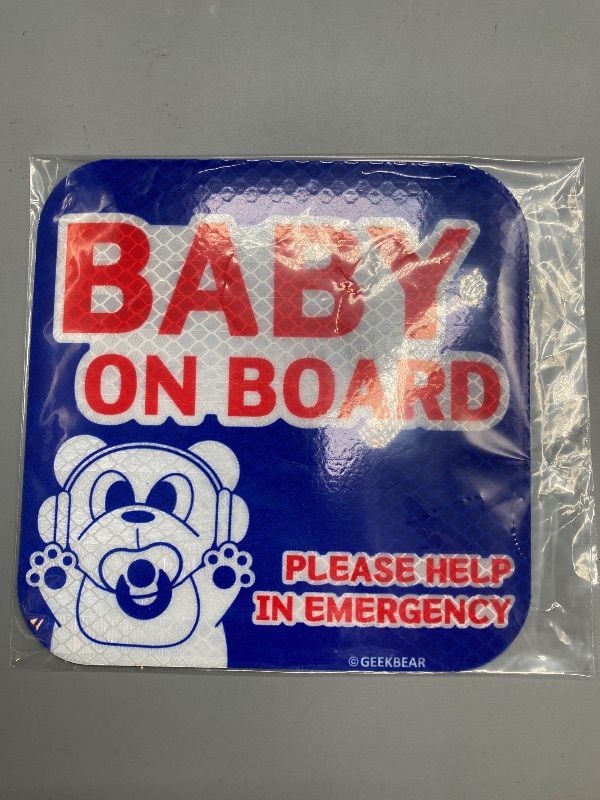 BABY
ON BOARD
PLEASE HELP
IN EMERGENCY
© GEEKBEAR